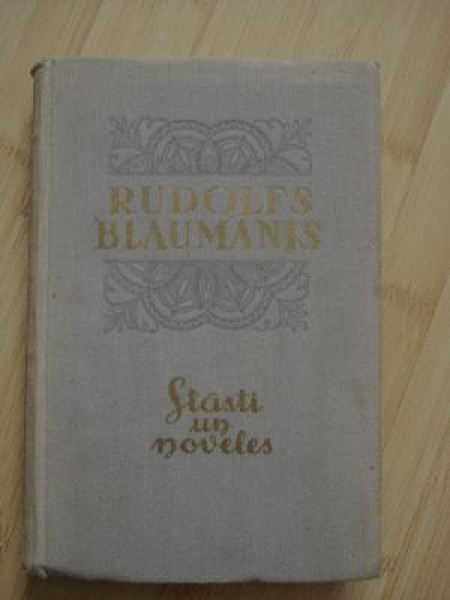 RUDOLFS
BLAUMANIS
Stāsti
un
noveles